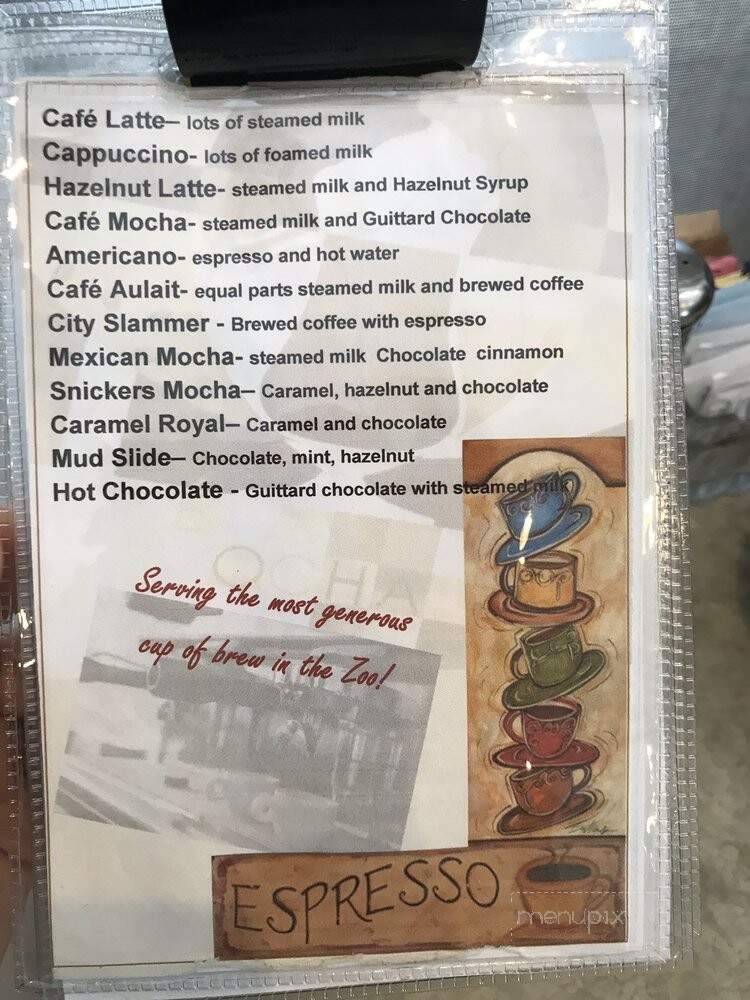 Café Latte– lots of steamed milk
Cappuccino- lots of foamed milk
Hazelnut Latte- steamed milk and Hazelnut Syrup
Café Mocha- steamed milk and Guittard Chocolate
Americano- espresso and hot water
Café Aulait- equal parts steamed milk and brewed coffee
City Slammer - Brewed coffee with espresso
Mexican Mocha- steamed milk Chocolate cinnamon
Snickers Mocha– Caramel, hazelnut and chocolate
Caramel Royal– Caramel and chocolate
Mud Slide– Chocolate, mint, hazelnut
Hot Chocolate - Guittard chocolate with steamed milk
Serving the most generous
cup of brew in the Zoo!
ESPRESSO
menupix